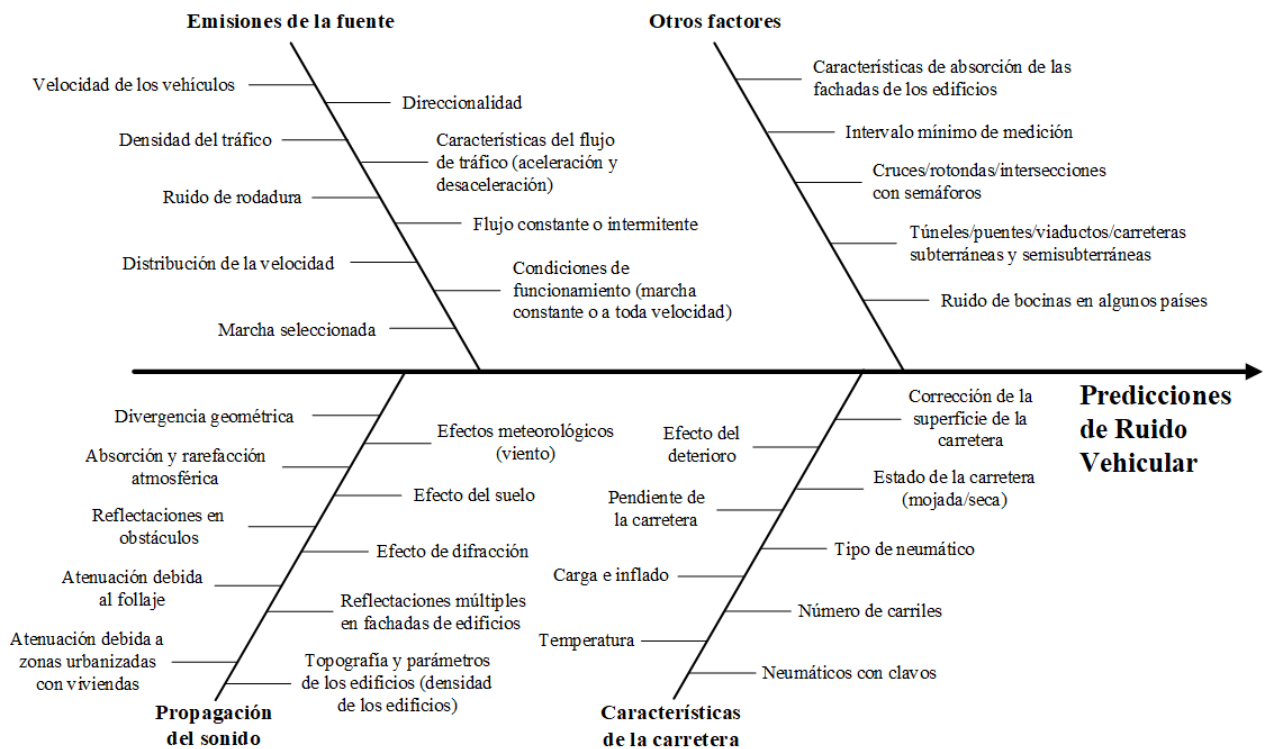 Emisiones de la fuente
Velocidad de los vehículos
Densidad del tráfico
Ruido de rodadura
Distribución de la velocidad
Marcha seleccionada
Direccionalidad
Características del flujo
de tráfico (aceleración y
desaceleración)
Flujo constante o intermitente
Condiciones de
funcionamiento (marcha
constante o a toda velocidad)
Otros factores
Características de absorción de las
fachadas de los edificios
Intervalo mínimo de medición
Cruces/rotondas/intersecciones
con semáforos
Túneles/puentes/viaductos/carreteras
subterráneas y semisubterráneas
Ruido de bocinas en algunos países
Predicciones
de Ruido
Vehicular
Divergencia geométrica
Absorción y rarefacción
atmosférica
Reflectaciones en
obstáculos
Atenuación debida
al follaje
Atenuación debida a
zonas urbanizadas
con viviendas
Efectos meteorológicos
(viento)
Efecto del suelo
Efecto de difracción
Reflectaciones múltiples
en fachadas de edificios
Topografía y parámetros
de los edificios (densidad
de los edificios)
Propagación
del sonido
Efecto del
deterioro
Pendiente de
la carretera
Carga e inflado
Temperatura
Corrección de la
superficie de la
carretera
Estado de la carretera
(mojada/seca)
Tipo de neumático
Número de carriles
Neumáticos con clavos
Características
de la carretera